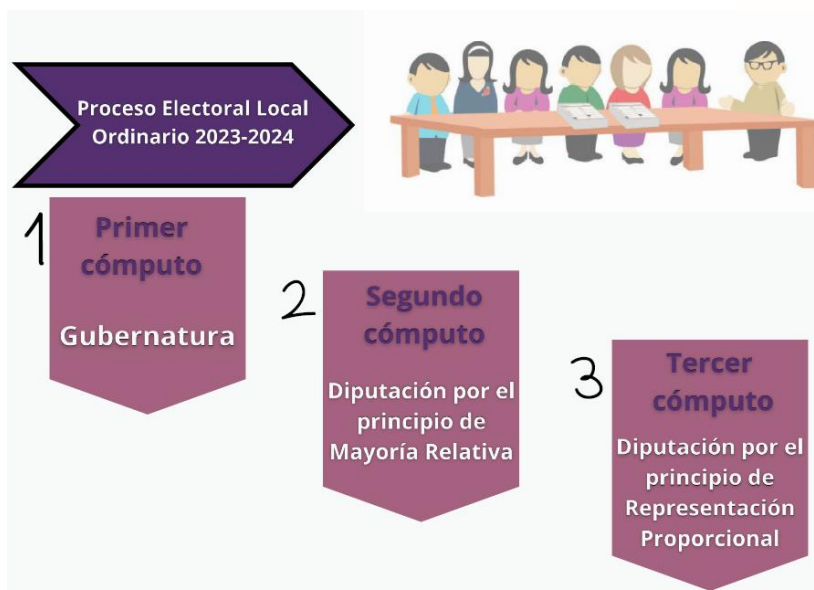 Proceso Electoral Local
Ordinario 2023-2024
1
Primer
cómputo
Gubernatura
2
Segundo
cómputo
Diputación por el
principio de
Mayoría Relativa
3
Tercer
cómputo
Diputación por el
principio de
Representación
Proporcional